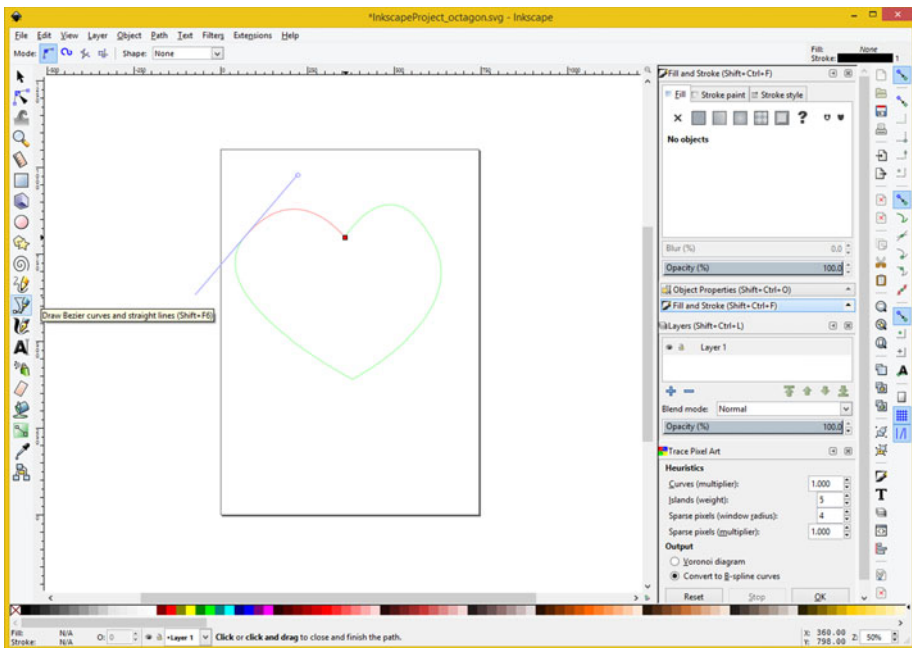 *InkscapeProject_octagon.svg - Inkscape
File Edit View Layer Object Path Text Filters Extensions Help
Mode: Shape: None
Fill: None
Stroke: 1
Fill and Stroke (Shift+Ctrl+F)
Fill Stroke paint Stroke style
No objects
Blur (%) 0.0
Opacity (%) 100.0
Draw Bezier curves and straight lines (Shift+F6)
Object Properties (Shift+Ctrl+O)
Fill and Stroke (Shift+Ctrl+F)
Layers (Shift+Ctrl+L)
Layer 1
Blend mode: Normal
Opacity (%) 100.0
Trace Pixel Art
Heuristics
Curves (multiplier): 1.000
Islands (weight): 5
Sparse pixels (window radius): 4
Sparse pixels (multiplier): 1.000
Output
Voronoi diagram
Convert to B-spline curves
Reset Stop OK
Fill: N/A
Stroke: N/A
O: 0
Layer 1
Click or click and drag to close and finish the path.
X: 360.00
Y: 798.00
Z: 50%